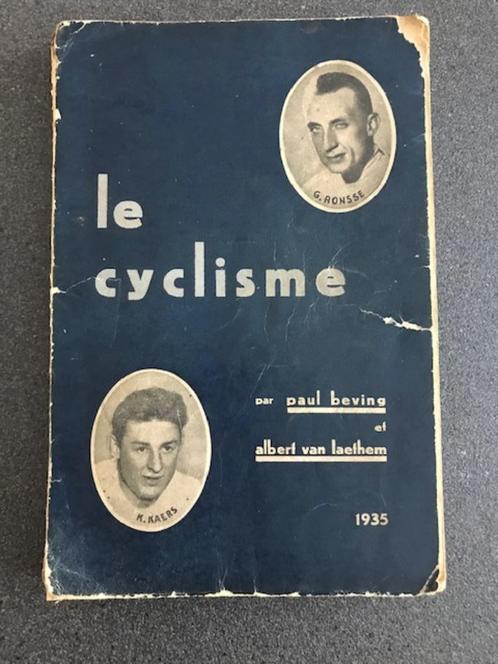 G. RONSSE
le
cyclisme
par paul beving
et
albert van laethem
K. KAERS
1935